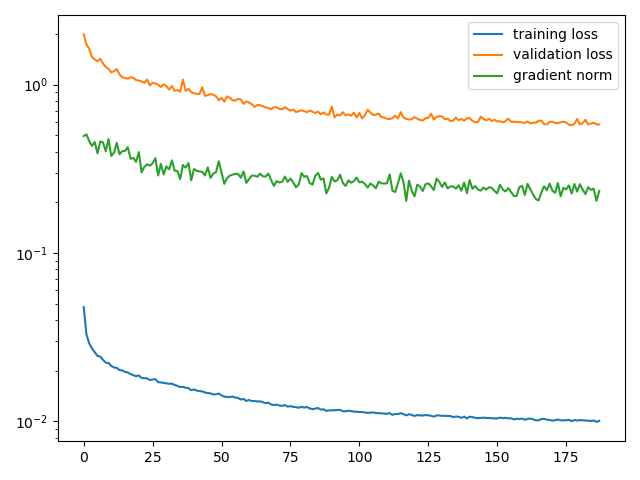 training loss
validation loss
gradient norm
10⁰
10⁻¹
10⁻²
0 25 50 75 100 125 150 175